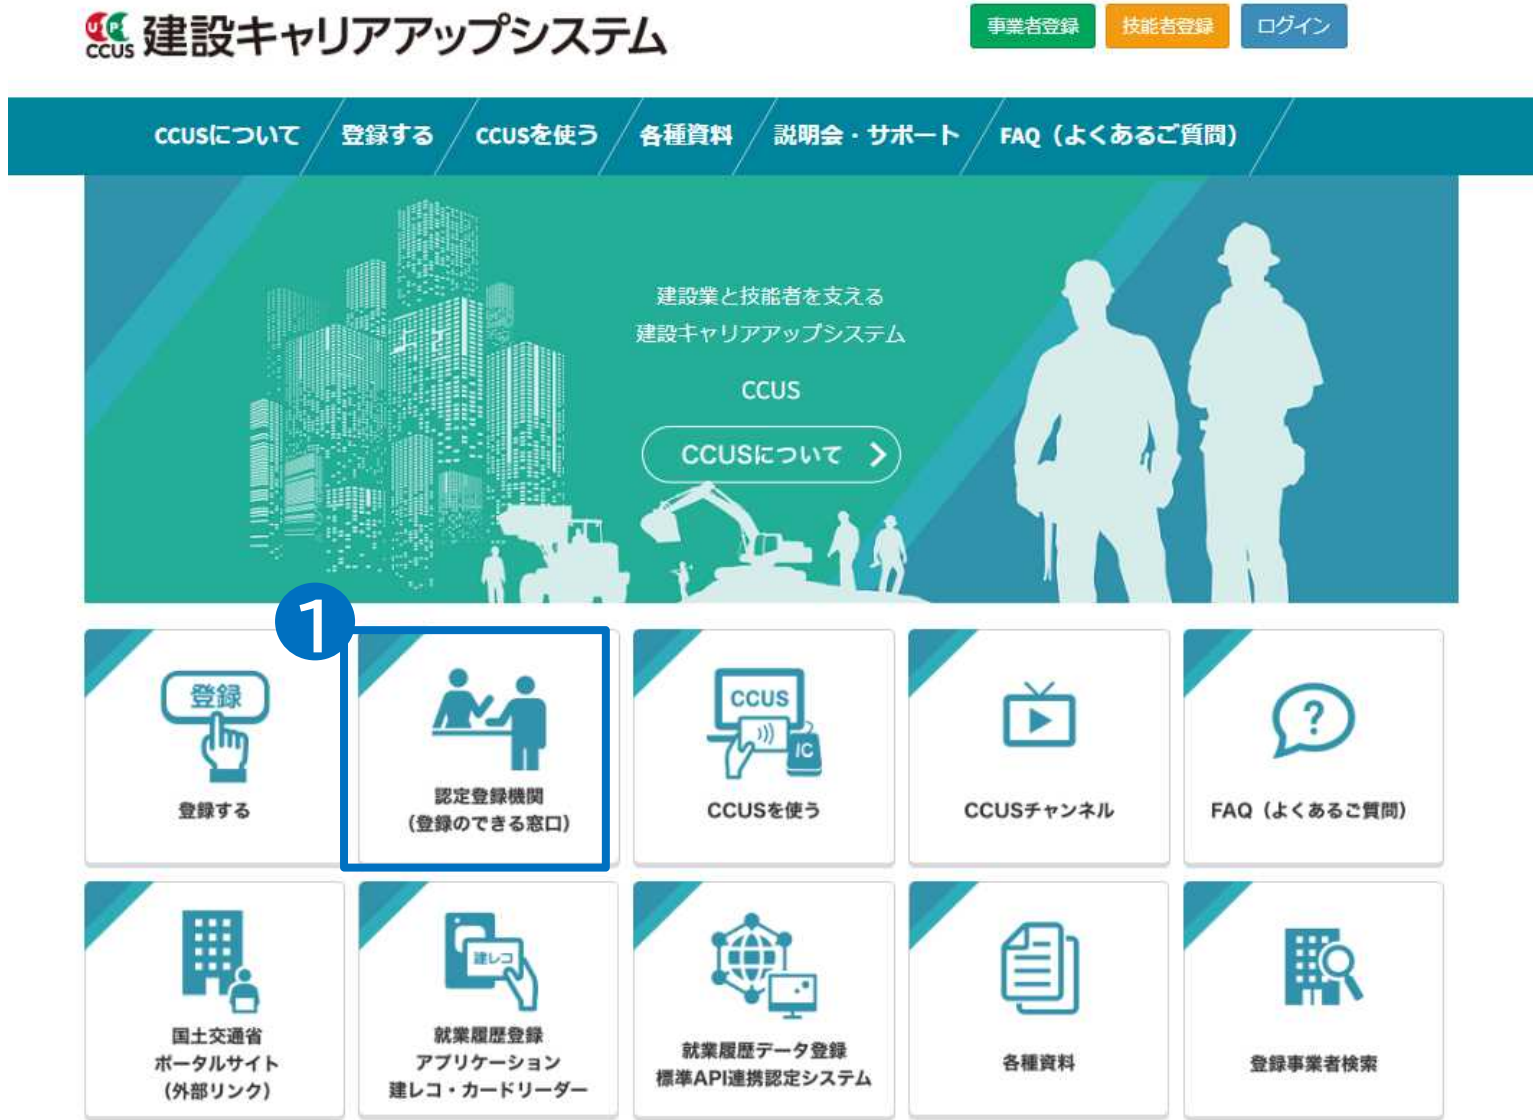 CCUS 建設キャリアアップシステム
事業者登録 技能者登録 ログイン
CCUSについて 登録する CCUSを使う 各種資料 説明会・サポート FAQ（よくあるご質問）
建設業と技能者を支える
建設キャリアアップシステム
CCUS
CCUSについて
1
登録
登録する
認定登録機関
（登録のできる窓口）
CCUS
IC
CCUSを使う
CCUSチャンネル
?
FAQ（よくあるご質問）
国土交通省
ポータルサイト
（外部リンク）
建レコ
就業履歴登録
アプリケーション
建レコ・カードリーダー
就業履歴データ登録
標準API連携認定システム
各種資料
登録事業者検索